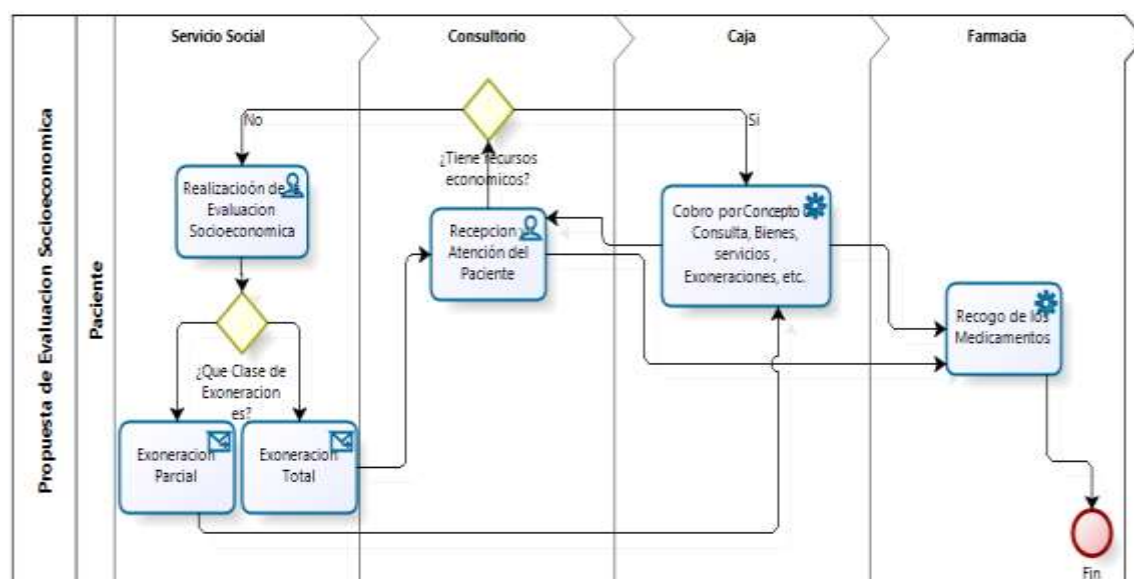 Propuesta de Evaluacion Socioeconomica
Paciente
Servicio Social
Consultorio
Caja
Farmacia
No
Si
¿Tiene recursos
economicos?
Realizacioón de
Evaluacion
Socioeconomica
Recepcion
Atención del
Paciente
Cobro por Concepto
Consulta, Bienes,
servicios ,
Exoneraciones, etc.
Recogo de los
Medicamentos
¿Que Clase de
Exoneracion
es?
Exoneracion
Parcial
Exoneracion
Total
Fin